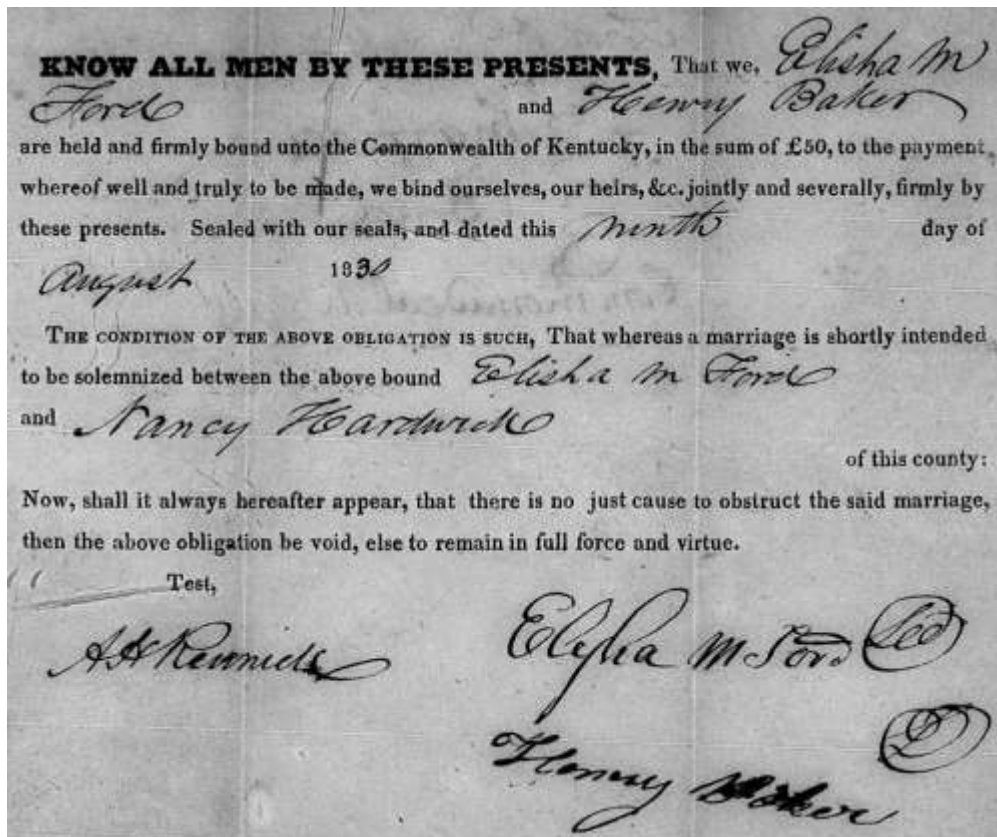 KNOW ALL MEN BY THESE PRESENTS, That we, Elisha M
Ford and Henry Baker
are held and firmly bound unto the Commonwealth of Kentucky, in the sum of £50, to the payment
whereof well and truly to be made, we bind ourselves, our heirs, &c. jointly and severally, firmly by
these presents. Sealed with our seals, and dated this ninth day of
August 1830
THE CONDITION OF THE ABOVE OBLIGATION IS SUCH, That whereas a marriage is shortly intended
to be solemnized between the above bound Elisha M Ford
and Nancy Hardwick
of this county:
Now, shall it always hereafter appear, that there is no just cause to obstruct the said marriage,
then the above obligation be void, else to remain in full force and virtue.
Test,
Elisha M Ford
Henry Baker